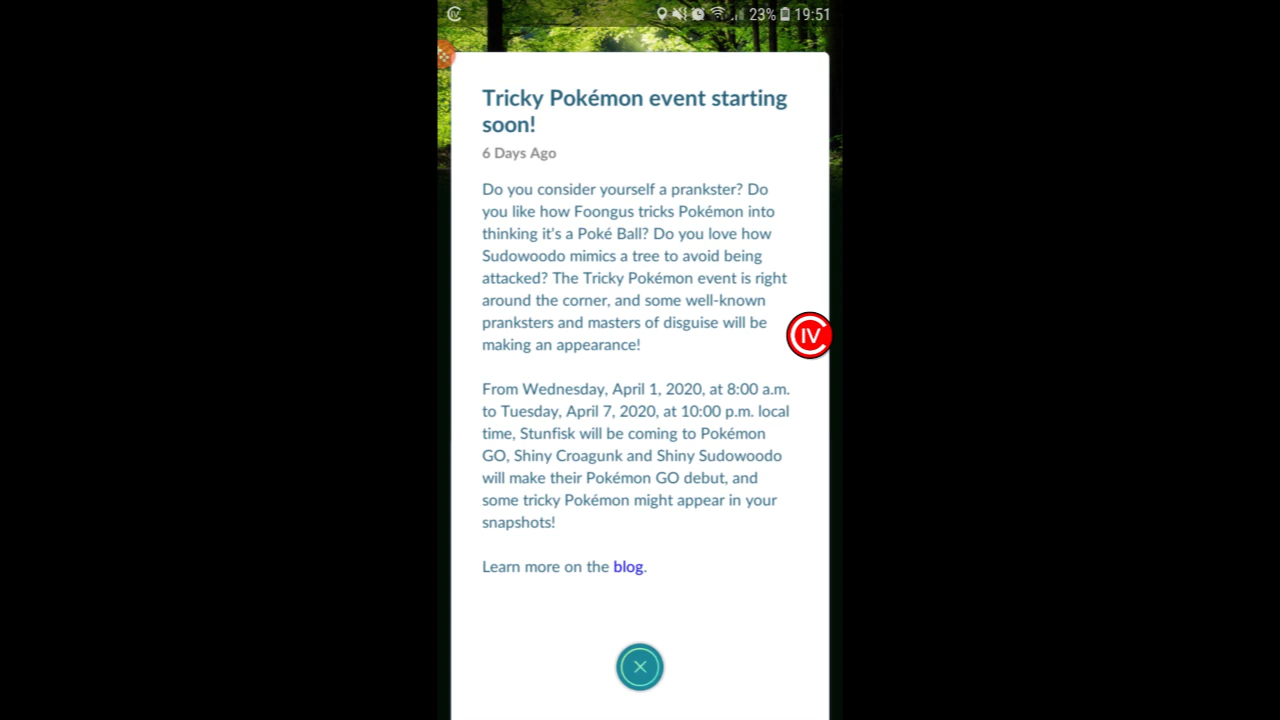 23% 19:51
Tricky Pokémon event starting
soon!
6 Days Ago
Do you consider yourself a prankster? Do
you like how Foongus tricks Pokémon into
thinking it's a Poké Ball? Do you love how
Sudowoodo mimics a tree to avoid being
attacked? The Tricky Pokémon event is right
around the corner, and some well-known
pranksters and masters of disguise will be
making an appearance!
IV
From Wednesday, April 1, 2020, at 8:00 a.m.
to Tuesday, April 7, 2020, at 10:00 p.m. local
time, Stunfisk will be coming to Pokémon
GO, Shiny Croagunk and Shiny Sudowoodo
will make their Pokémon GO debut, and
some tricky Pokémon might appear in your
snapshots!
Learn more on the blog.